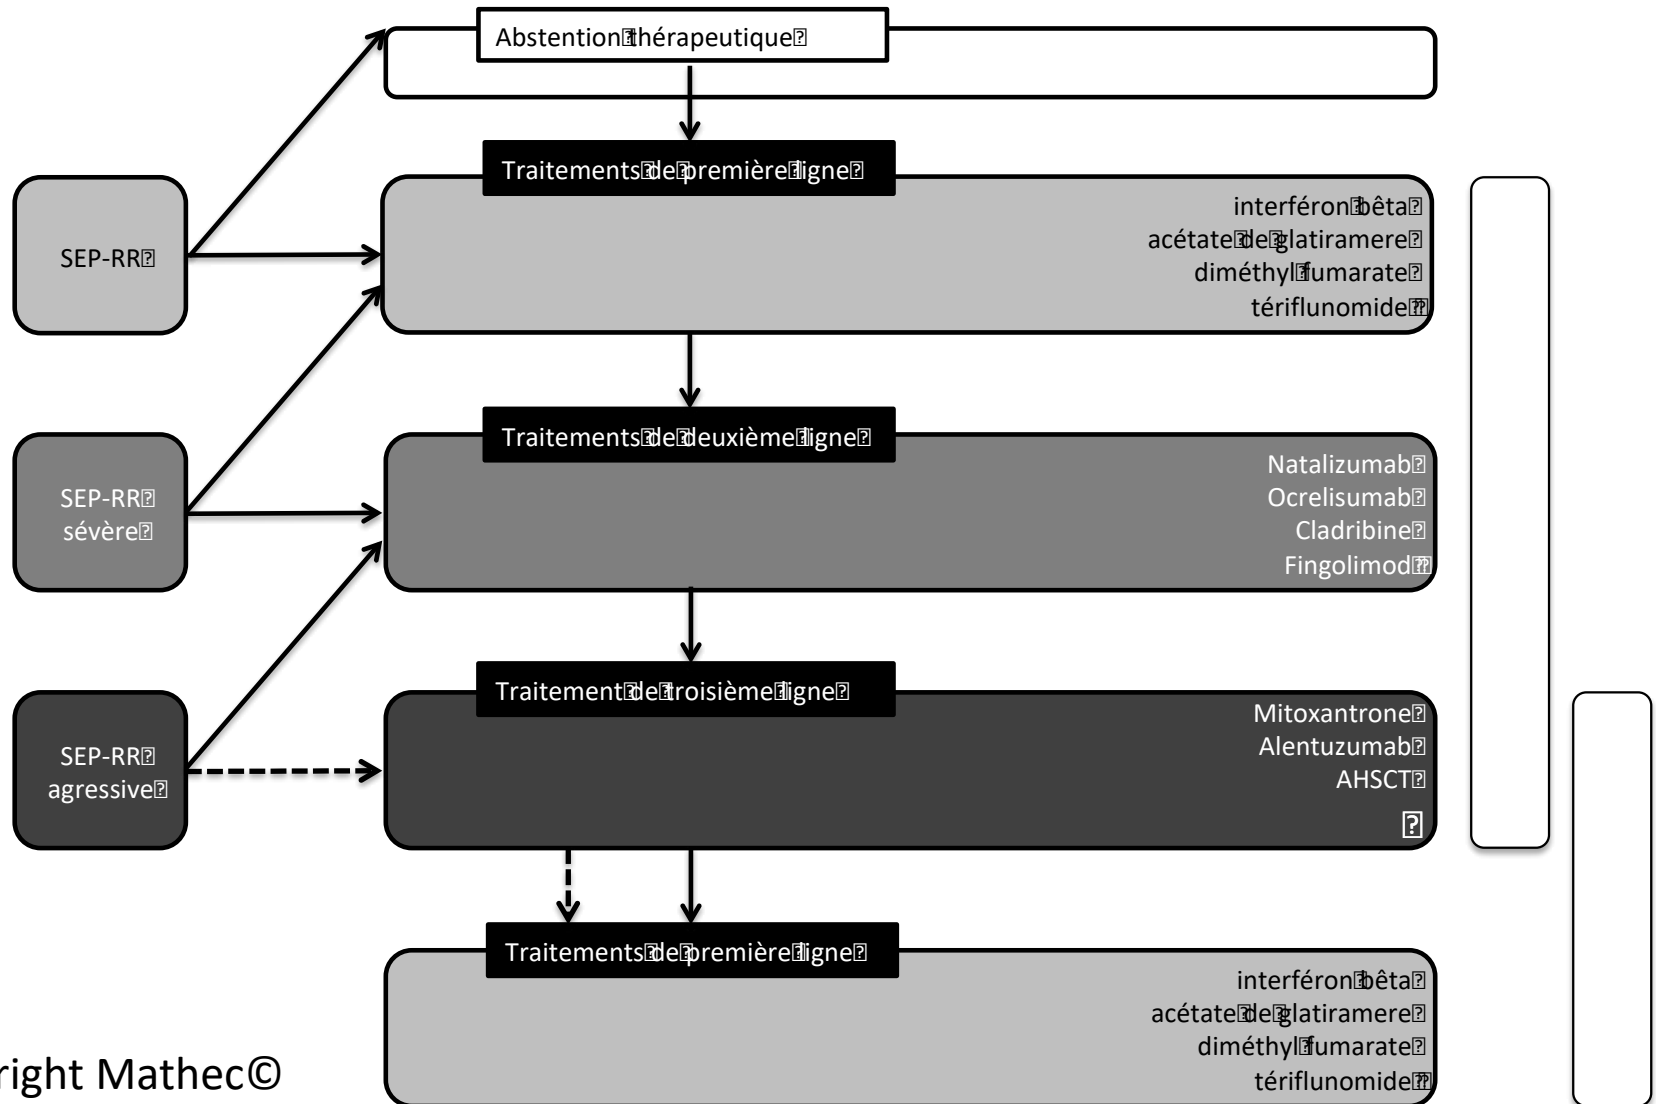 Abstention thérapeutique
Traitements de première ligne
interféron bêta
acétate de glatiramere
diméthyl fumarate
tériflunomide
SEP-RR
Traitements de deuxième ligne
Natalizumab
Ocrelisumab
Cladribine
Fingolimod
SEP-RR
sévère
Traitement de troisième ligne
Mitoxantrone
Alentuzumab
AHSCT
SEP-RR
agressive
Traitements de première ligne
interféron bêta
acétate de glatiramere
diméthyl fumarate
tériflunomide
right Mathec©